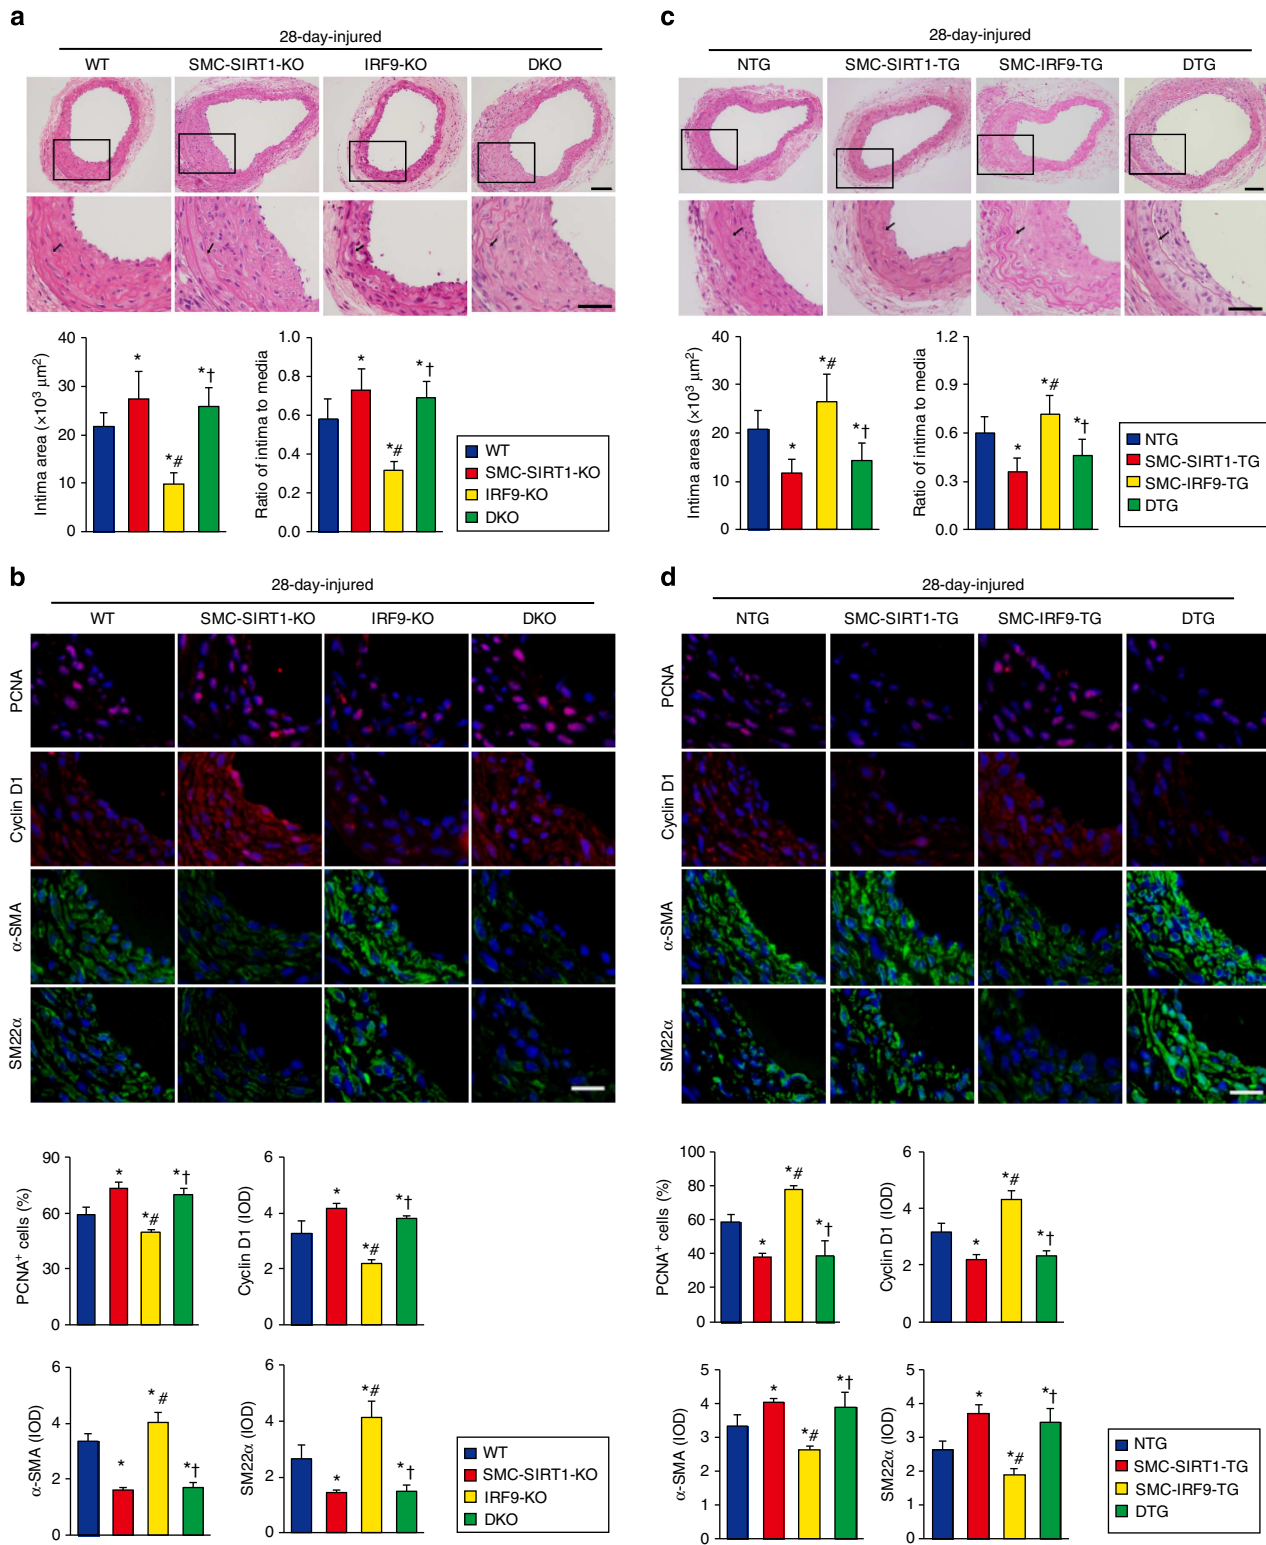 a
28-day-injured
WT SMC-SIRT1-KO IRF9-KO DKO
Intima area (×10³ μm²)
40
30
20
10
0
*
*#
*†
Ratio of intima to media
1.0
0.8
0.6
0.4
0.2
0.0
*
*#
*†
WT
SMC-SIRT1-KO
IRF9-KO
DKO
b
28-day-injured
WT SMC-SIRT1-KO IRF9-KO DKO
PCNA
Cyclin D1
α-SMA
SM22α
PCNA⁺ cells (%)
90
60
30
0
*
*#
*†
Cyclin D1 (IOD)
6
4
2
0
*
*#
*†
α-SMA (IOD)
6
4
2
0
*
*#
*†
SM22α (IOD)
6
4
2
0
*
*#
*†
WT
SMC-SIRT1-KO
IRF9-KO
DKO
c
28-day-injured
NTG SMC-SIRT1-TG SMC-IRF9-TG DTG
Intima areas (×10³ μm²)
40
30
20
10
0
*
*#
*†
Ratio of intima to media
1.2
0.9
0.6
0.3
0.0
*
*#
*†
NTG
SMC-SIRT1-TG
SMC-IRF9-TG
DTG
d
28-day-injured
NTG SMC-SIRT1-TG SMC-IRF9-TG DTG
PCNA
Cyclin D1
α-SMA
SM22α
PCNA⁺ cells (%)
100
80
60
40
20
0
*
*#
*†
Cyclin D1 (IOD)
6
4
2
0
*
*#
*†
α-SMA (IOD)
5
4
3
2
1
0
*
*#
*†
SM22α (IOD)
5
4
3
2
1
0
*
*#
*†
NTG
SMC-SIRT1-TG
SMC-IRF9-TG
DTG